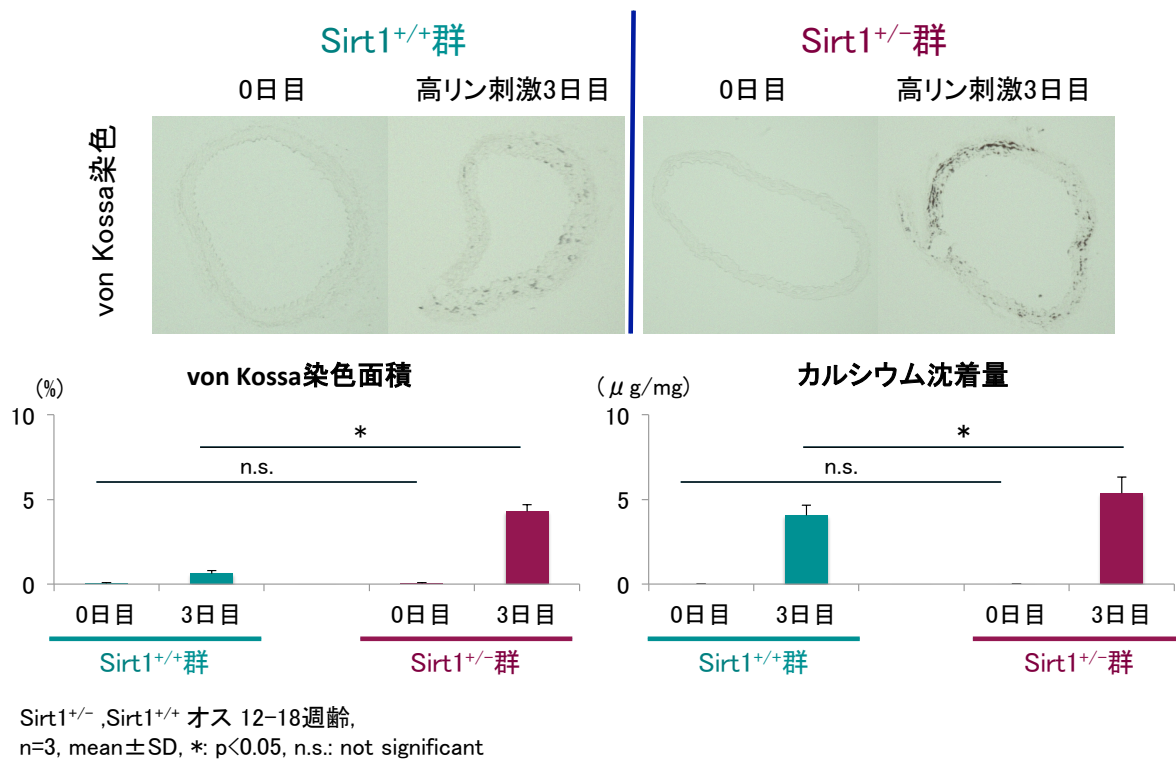 Sirt1+/+群 Sirt1+/-群
0日目 高リン刺激3日目 0日目 高リン刺激3日目
von Kossa染色
von Kossa染色面積
(%)
10
5
0
*
n.s.
0日目 3日目 0日目 3日目
Sirt1+/+群 Sirt1+/-群
カルシウム沈着量
(μg/mg)
10
5
0
*
n.s.
0日目 3日目 0日目 3日目
Sirt1+/+群 Sirt1+/-群
Sirt1+/- ,Sirt1+/+ オス 12-18週齢,
n=3, mean±SD, *: p<0.05, n.s.: not significant